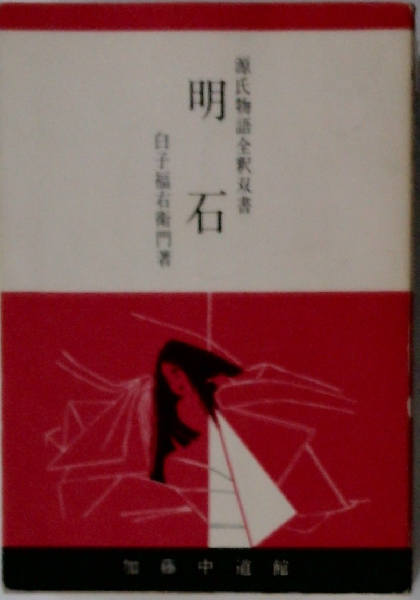 源氏物語全釈双書
明石
白子福右衛門著
加藤中道館